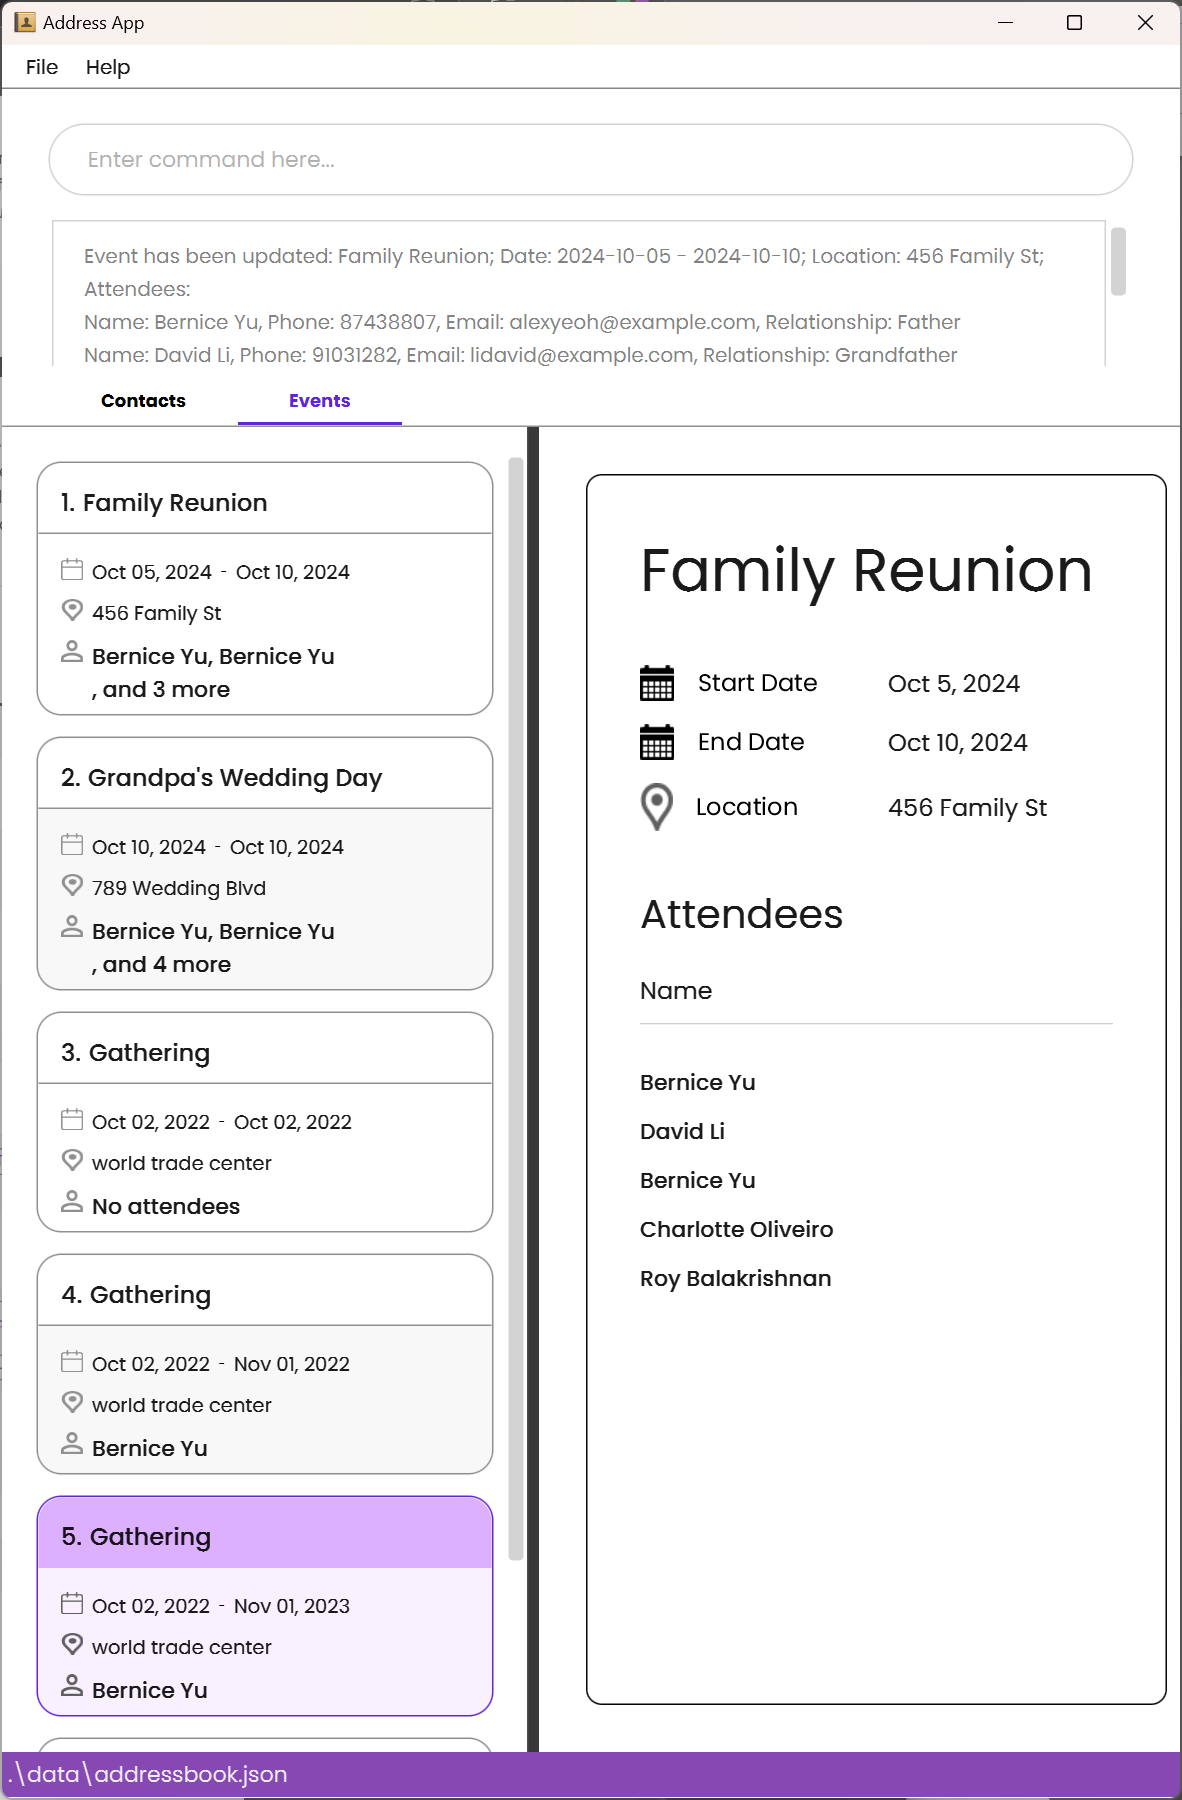 Address App
File Help
Enter command here...
Event has been updated: Family Reunion; Date: 2024-10-05 - 2024-10-10; Location: 456 Family St;
Attendees:
Name: Bernice Yu, Phone: 87438807, Email: alexyeoh@example.com, Relationship: Father
Name: David Li, Phone: 91031282, Email: lidavid@example.com, Relationship: Grandfather
Contacts Events
1. Family Reunion
Oct 05, 2024 - Oct 10, 2024
456 Family St
Bernice Yu, Bernice Yu
, and 3 more
2. Grandpa's Wedding Day
Oct 10, 2024 - Oct 10, 2024
789 Wedding Blvd
Bernice Yu, Bernice Yu
, and 4 more
3. Gathering
Oct 02, 2022 - Oct 02, 2022
world trade center
No attendees
4. Gathering
Oct 02, 2022 - Nov 01, 2022
world trade center
Bernice Yu
5. Gathering
Oct 02, 2022 - Nov 01, 2023
world trade center
Bernice Yu
Family Reunion
Start Date Oct 5, 2024
End Date Oct 10, 2024
Location 456 Family St
Attendees
Name
Bernice Yu
David Li
Bernice Yu
Charlotte Oliveiro
Roy Balakrishnan
.\data\addressbook.json